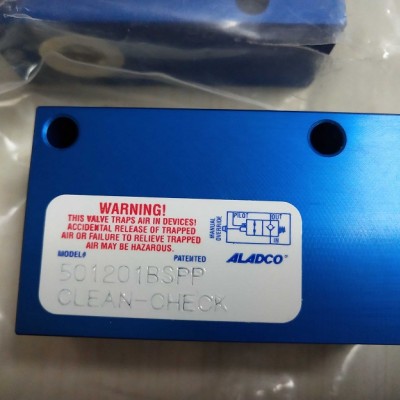 WARNING!
THIS VALVE TRAPS AIR IN DEVICES!
ACCIDENTAL RELEASE OF TRAPPED
AIR OR FAILURE TO RELIEVE TRAPPED
AIR MAY BE HAZARDOUS.
MANUAL
OVERRIDE
PILOT
OUT
IN
MODEL#
PATENTED
ALADCO
501201BSPP
CLEAN-CHECK